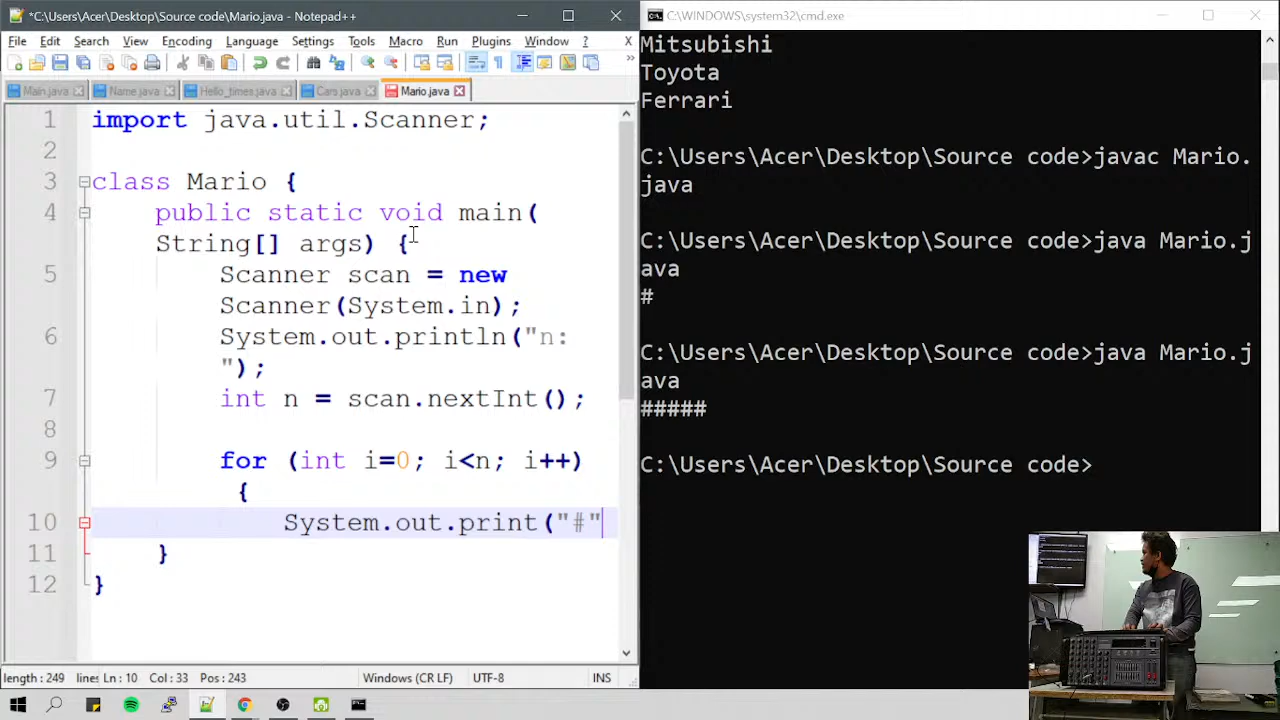 *C:\Users\Acer\Desktop\Source code\Mario.java - Notepad++
File Edit Search View Encoding Language Settings Tools Macro Run Plugins Window ? X
Main.java Name.java Hello_times.java Cars.java Mario.java
1 import java.util.Scanner;
2
3 class Mario {
4 public static void main(
String[] args) {
5 Scanner scan = new
Scanner(System.in);
6 System.out.println("n:
");
7 int n = scan.nextInt();
8
9 for (int i=0; i<n; i++)
{
10 System.out.print("#"
11 }
12 }
length: 249 lines Ln: 10 Col: 33 Pos: 243 Windows (CR LF) UTF-8 INS
C:\WINDOWS\system32\cmd.exe
Mitsubishi
Toyota
Ferrari
C:\Users\Acer\Desktop\Source code>javac Mario.
java
C:\Users\Acer\Desktop\Source code>java Mario.j
ava
#
C:\Users\Acer\Desktop\Source code>java Mario.j
ava
#####
C:\Users\Acer\Desktop\Source code>